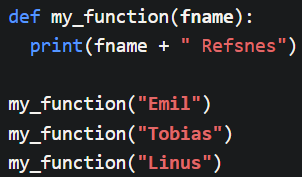 def my_function(fname):
  print(fname + " Refsnes")

my_function("Emil")
my_function("Tobias")
my_function("Linus")